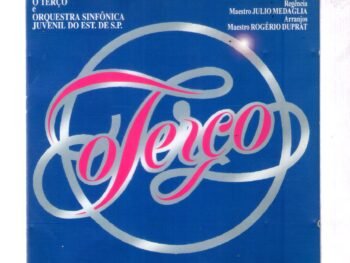 O TERÇO
e
ORQUESTRA SINFÔNICA
JUVENIL DO EST. DE S.P.
Regência
Maestro JULIO MEDAGLIA
Arranjos
Maestro ROGÉRIO DUPRAT
O Terço